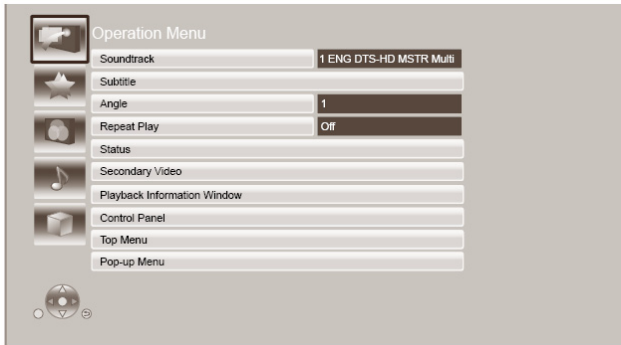 Operation Menu
Soundtrack 1 ENG DTS-HD MSTR Multi
Subtitle
Angle 1
Repeat Play Off
Status
Secondary Video
Playback Information Window
Control Panel
Top Menu
Pop-up Menu